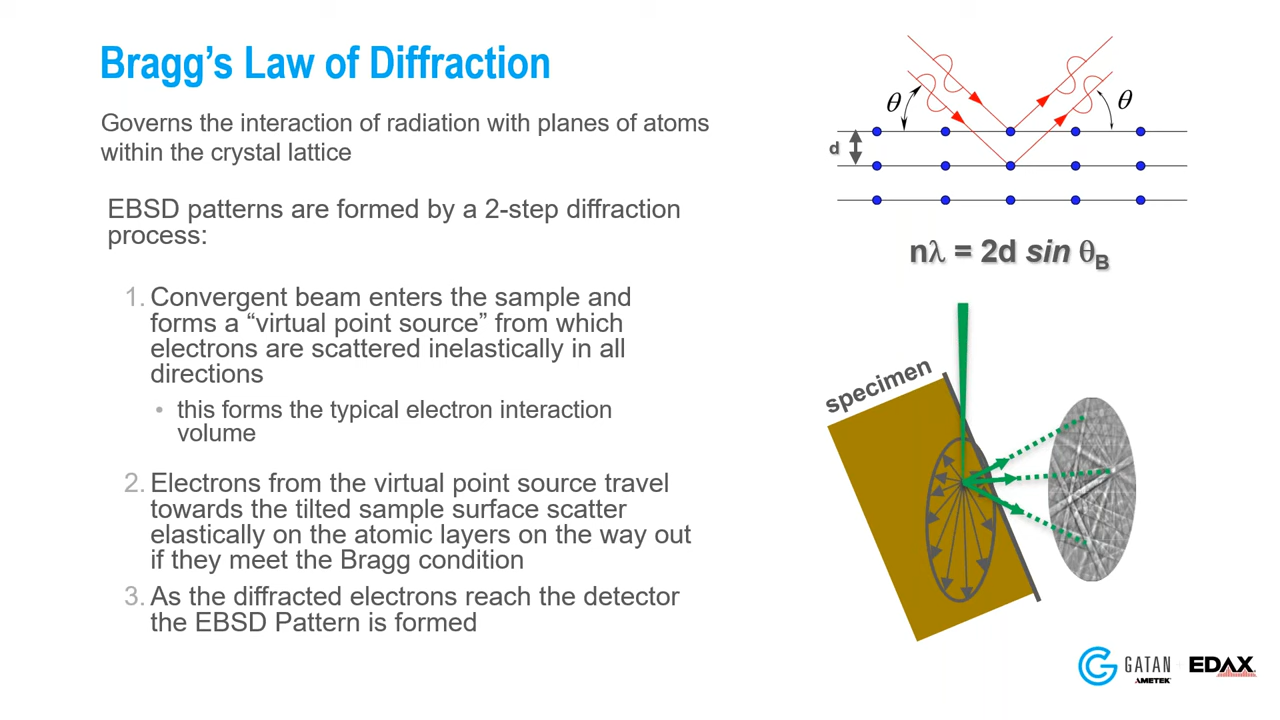 Bragg's Law of Diffraction
Governs the interaction of radiation with planes of atoms
within the crystal lattice
EBSD patterns are formed by a 2-step diffraction
process:
1. Convergent beam enters the sample and
forms a “virtual point source” from which
electrons are scattered inelastically in all
directions
• this forms the typical electron interaction
volume
2. Electrons from the virtual point source travel
towards the tilted sample surface scatter
elastically on the atomic layers on the way out
if they meet the Bragg condition
3. As the diffracted electrons reach the detector
the EBSD Pattern is formed
θ
θ
d
nλ = 2d sin θB
specimen
GATAN
AMETEK
EDAX